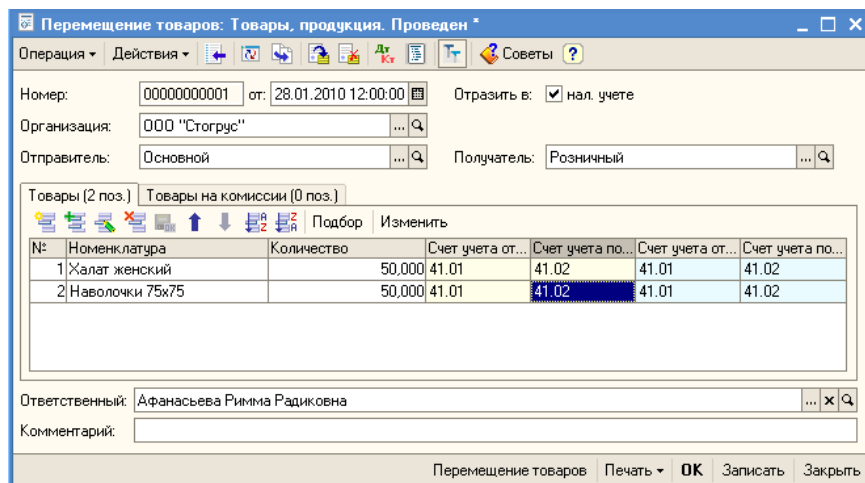 Перемещение товаров: Товары, продукция. Проведен *
Операция Действия Дт Кт Тт Советы ?
Номер: 00000000001 от: 28.01.2010 12:00:00 Отразить в: нал. учете
Организация: ООО "Стогрус" ...
Отправитель: Основной ... Получатель: Розничный ...
Товары (2 поз.) Товары на комиссии (0 поз.)
Подбор Изменить
№ Номенклатура Количество Счет учета от... Счет учета по... Счет учета от... Счет учета по...
1 Халат женский 50,000 41.01 41.02 41.01 41.02
2 Наволочки 75х75 50,000 41.01 41.02 41.01 41.02
Ответственный: Афанасьева Римма Радиковна ... x
Комментарий:
Перемещение товаров Печать OK Записать Закрыть